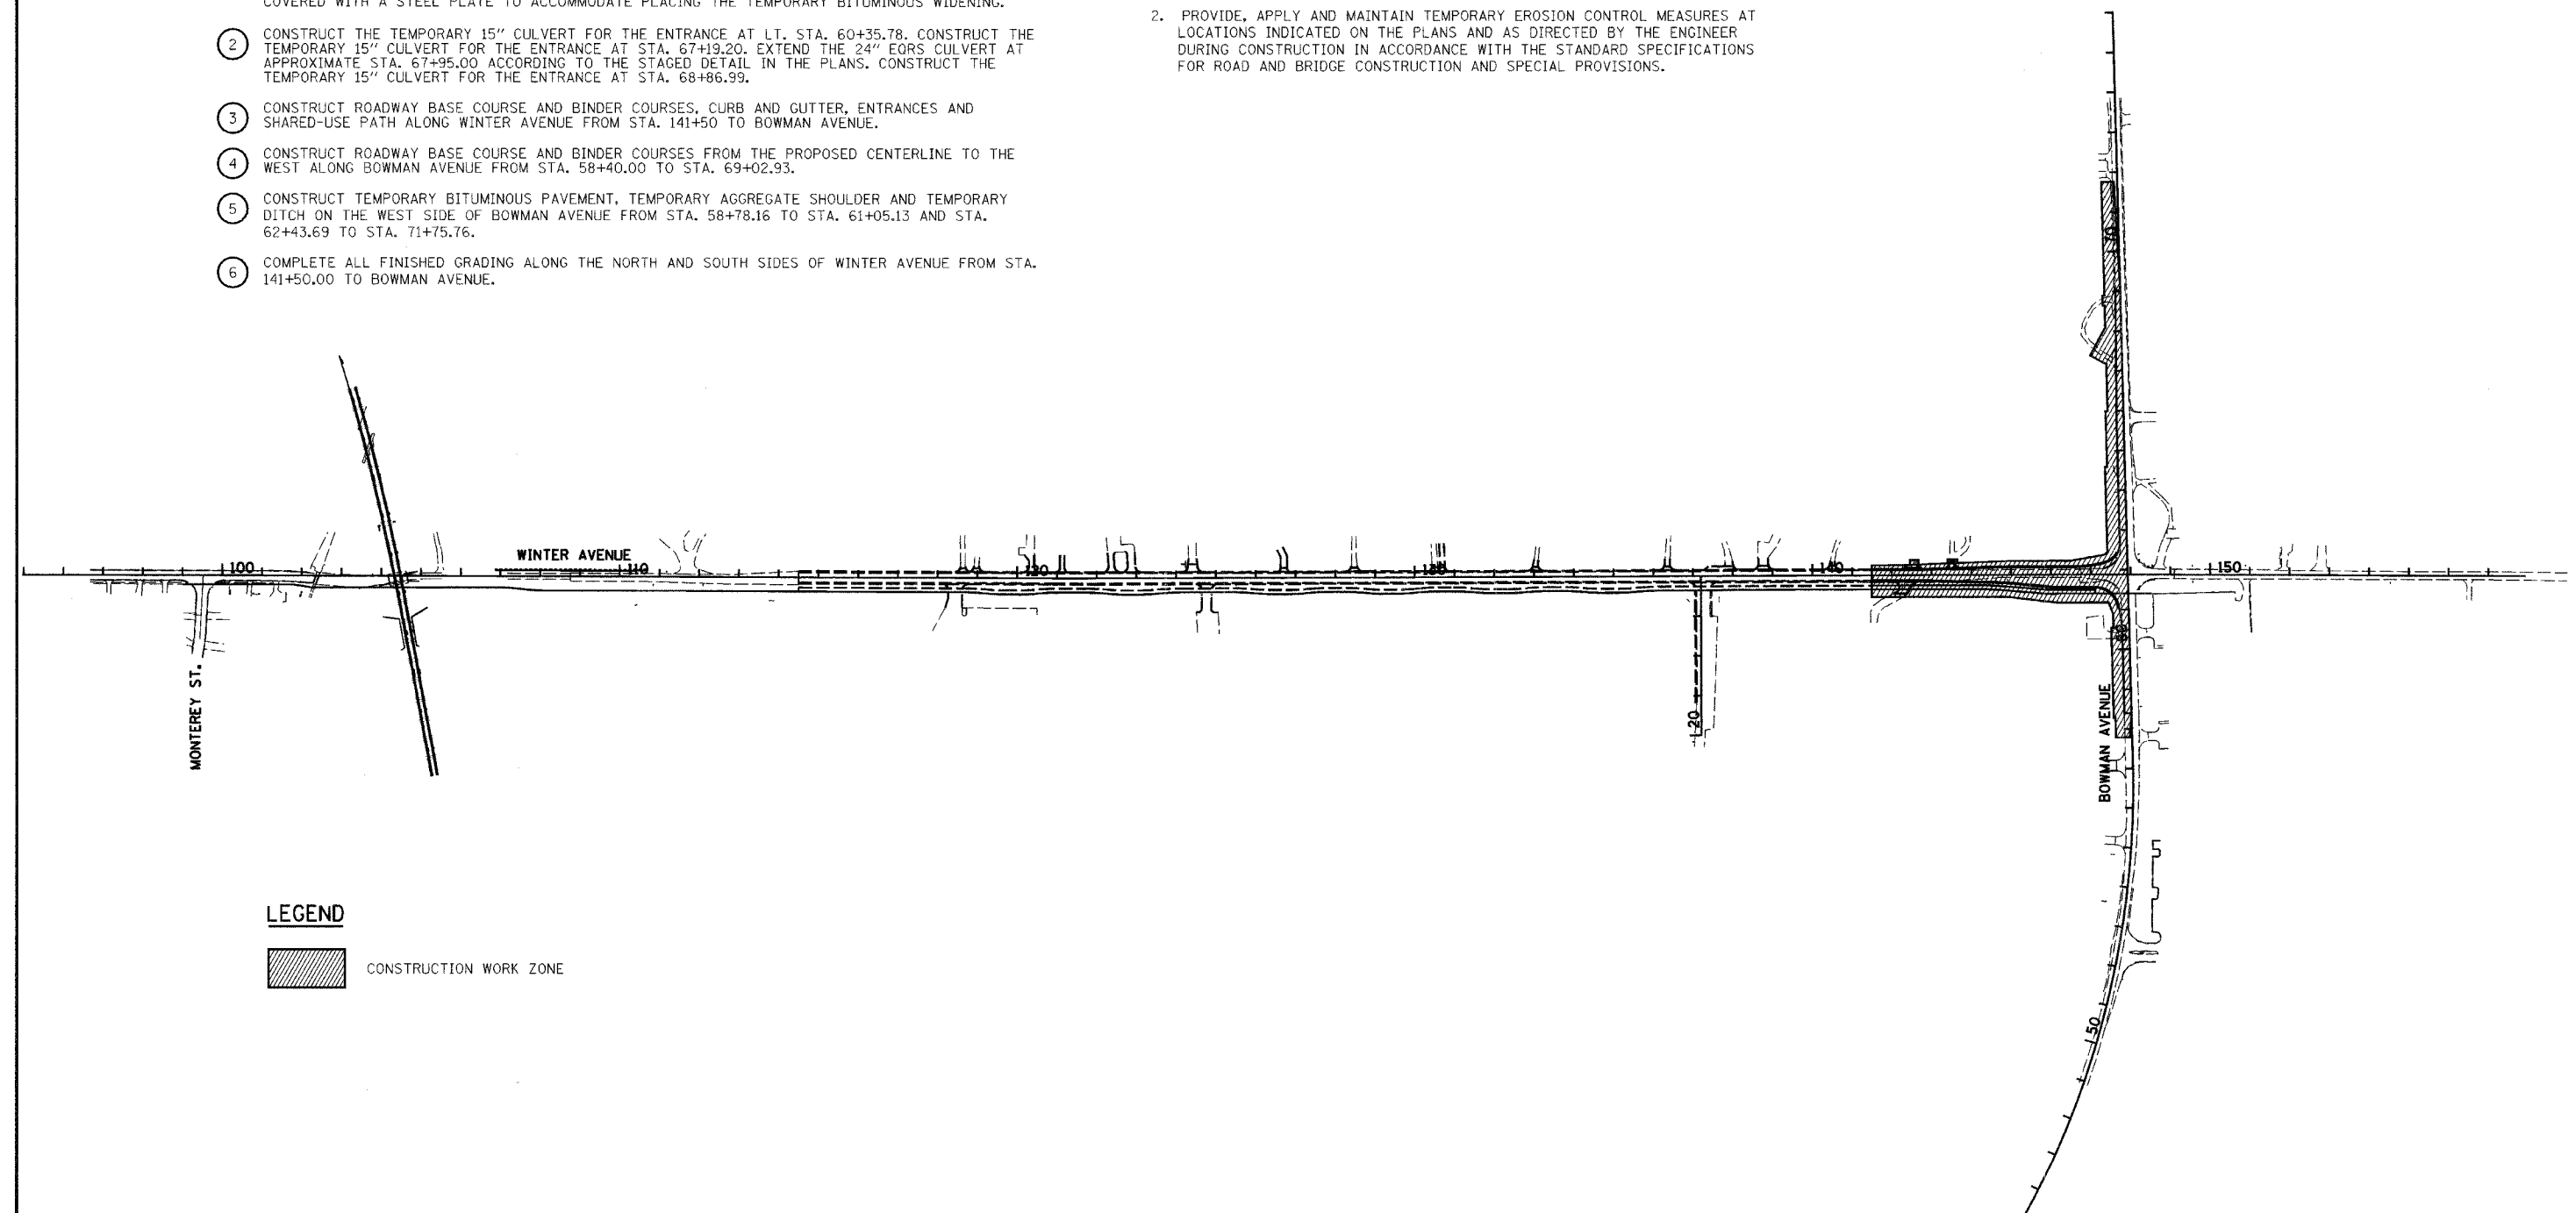 COVERED WITH A STEEL PLATE TO ACCOMMODATE PLACING THE TEMPORARY BITUMINOUS WIDENING.
2 CONSTRUCT THE TEMPORARY 15" CULVERT FOR THE ENTRANCE AT LT. STA. 60+35.78. CONSTRUCT THE
TEMPORARY 15" CULVERT FOR THE ENTRANCE AT STA. 67+19.20. EXTEND THE 24" EQRS CULVERT AT
APPROXIMATE STA. 67+95.00 ACCORDING TO THE STAGED DETAIL IN THE PLANS. CONSTRUCT THE
TEMPORARY 15" CULVERT FOR THE ENTRANCE AT STA. 68+86.99.
3 CONSTRUCT ROADWAY BASE COURSE AND BINDER COURSES, CURB AND GUTTER, ENTRANCES AND
SHARED-USE PATH ALONG WINTER AVENUE FROM STA. 141+50 TO BOWMAN AVENUE.
4 CONSTRUCT ROADWAY BASE COURSE AND BINDER COURSES FROM THE PROPOSED CENTERLINE TO THE
WEST ALONG BOWMAN AVENUE FROM STA. 58+40.00 TO STA. 69+02.93.
5 CONSTRUCT TEMPORARY BITUMINOUS PAVEMENT, TEMPORARY AGGREGATE SHOULDER AND TEMPORARY
DITCH ON THE WEST SIDE OF BOWMAN AVENUE FROM STA. 58+78.16 TO STA. 61+05.13 AND STA.
62+43.69 TO STA. 71+75.76.
6 COMPLETE ALL FINISHED GRADING ALONG THE NORTH AND SOUTH SIDES OF WINTER AVENUE FROM STA.
141+50.00 TO BOWMAN AVENUE.
2. PROVIDE, APPLY AND MAINTAIN TEMPORARY EROSION CONTROL MEASURES AT
LOCATIONS INDICATED ON THE PLANS AND AS DIRECTED BY THE ENGINEER
DURING CONSTRUCTION IN ACCORDANCE WITH THE STANDARD SPECIFICATIONS
FOR ROAD AND BRIDGE CONSTRUCTION AND SPECIAL PROVISIONS.
70
WINTER AVENUE
100
110
120
130
140
150
60
MONTEREY ST.
20
BOWMAN AVENUE
50
LEGEND
CONSTRUCTION WORK ZONE